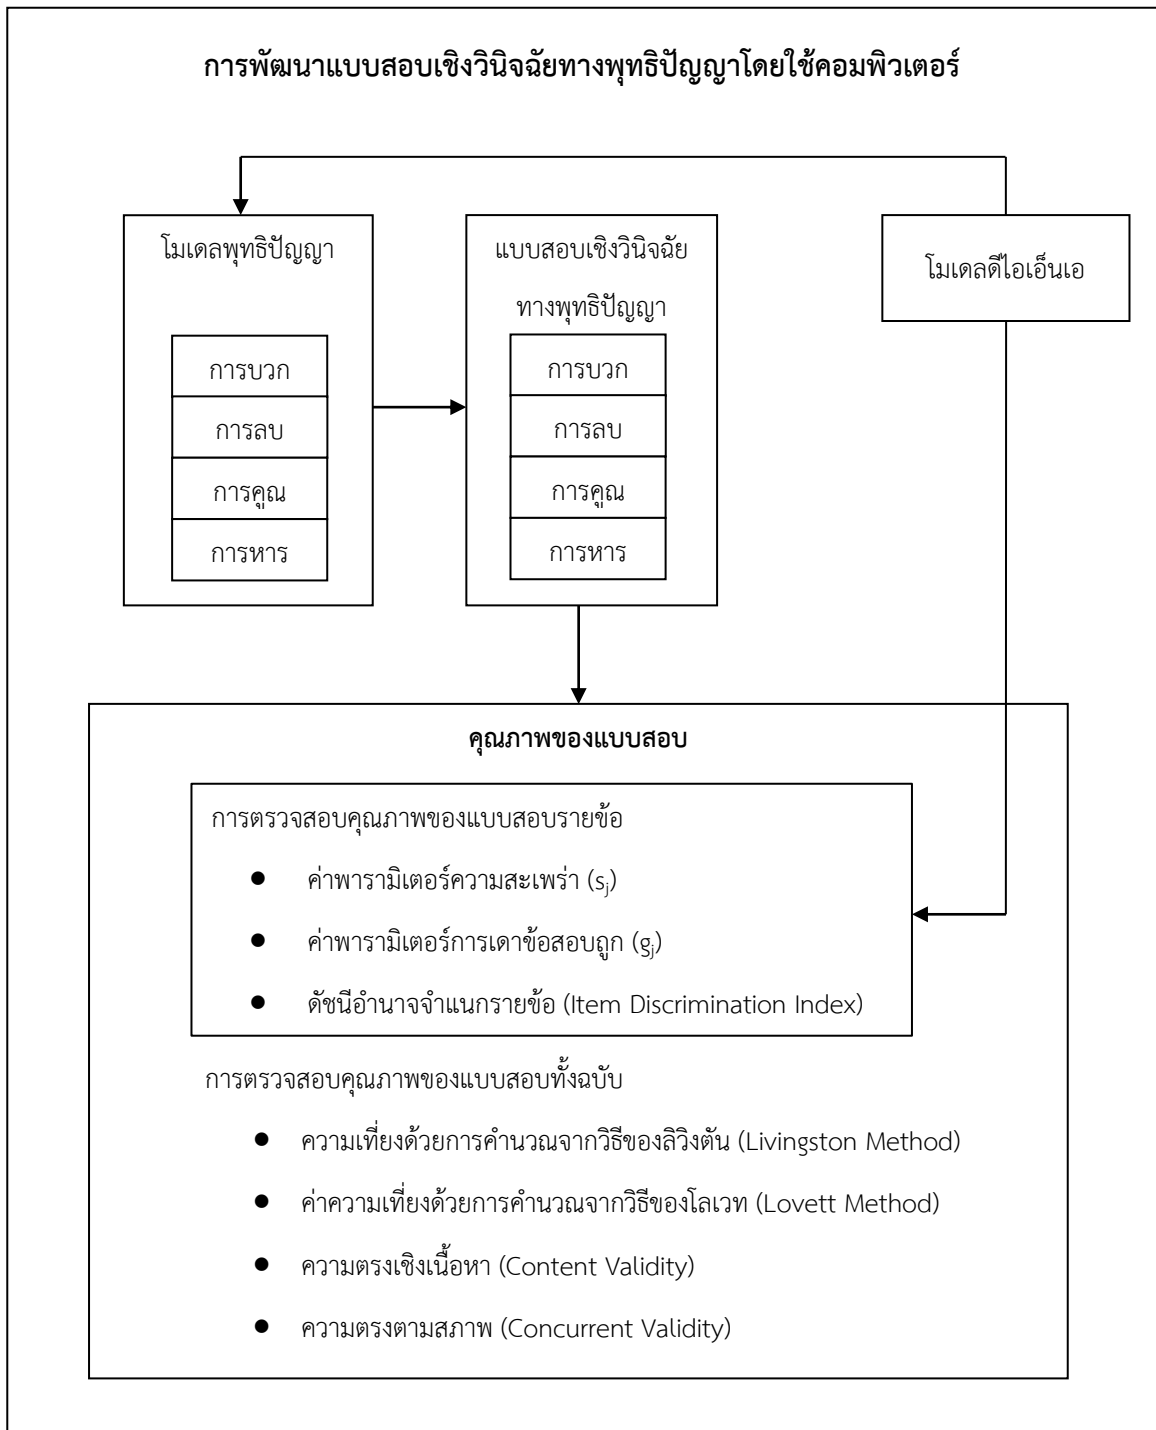 การพัฒนาแบบสอบเชิงวินิจฉัยทางพุทธิปัญญาโดยใช้คอมพิวเตอร์
โมเดลพุทธิปัญญา
การบวก
การลบ
การคูณ
การหาร
แบบสอบเชิงวินิจฉัย
ทางพุทธิปัญญา
การบวก
การลบ
การคูณ
การหาร
โมเดลดีไอเอ็นเอ
คุณภาพของแบบสอบ
การตรวจสอบคุณภาพของแบบสอบรายข้อ
● ค่าพารามิเตอร์ความสะเพร่า (sj)
● ค่าพารามิเตอร์การเดาข้อสอบถูก (gj)
● ดัชนีอำนาจจำแนกรายข้อ (Item Discrimination Index)
การตรวจสอบคุณภาพของแบบสอบทั้งฉบับ
● ความเที่ยงด้วยการคำนวณจากวิธีของลิวิงตัน (Livingston Method)
● ค่าความเที่ยงด้วยการคำนวณจากวิธีของโลเวท (Lovett Method)
● ความตรงเชิงเนื้อหา (Content Validity)
● ความตรงตามสภาพ (Concurrent Validity)